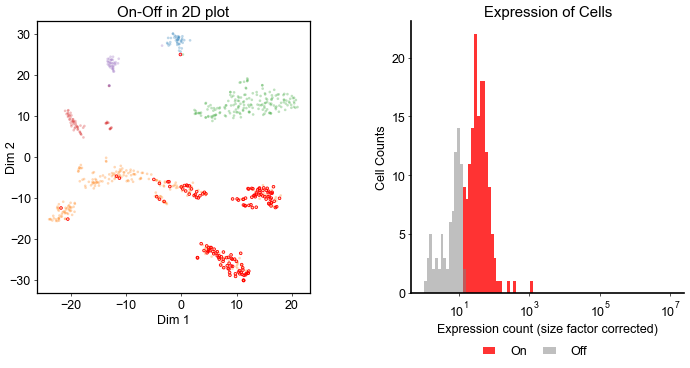 On-Off in 2D plot
30
20
10
0
−10
−20
−30
Dim 2
−20 −10 0 10 20
Dim 1
Expression of Cells
20
15
10
5
0
Cell Counts
10^1 10^3 10^5 10^7
Expression count (size factor corrected)
On Off